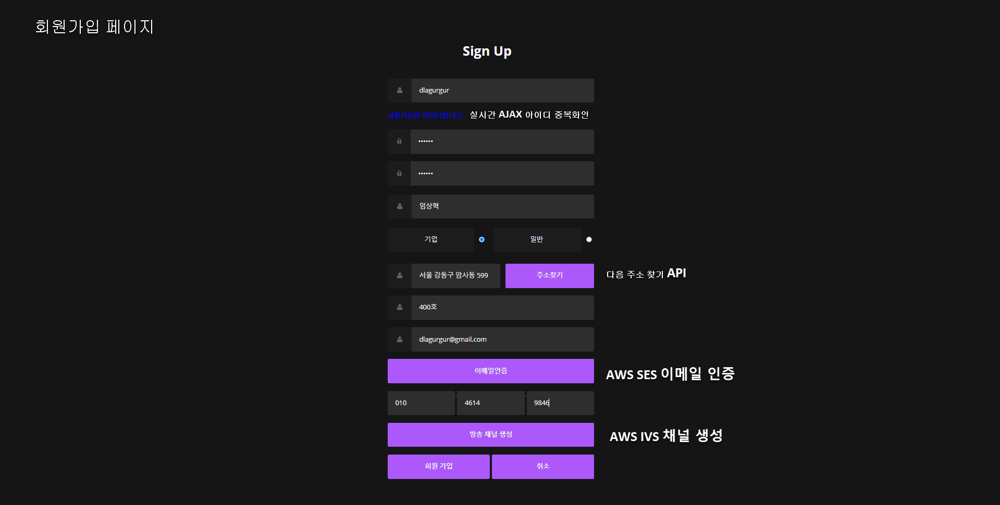 회원가입 페이지
Sign Up
dlagurgur
사용가능한 아이디입니다. 실시간 AJAX 아이디 중복화인
••••••
••••••
임상혁
기업 일반
서울 강동구 암사동 599 주소찾기 다음 주소 찾기 API
400호
dlagurgur@gmail.com
이메일인증 AWS SES 이메일 인증
010 - 4614 - 9846
방송 채널 생성 AWS IVS 채널 생성
회원 가입 취소